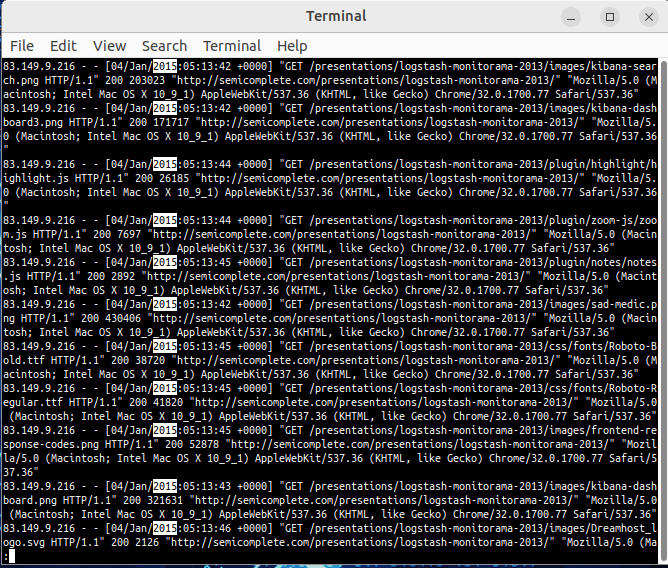 Terminal
File Edit View Search Terminal Help
83.149.9.216 - - [04/Jan/2015:05:13:42 +0000] "GET /presentations/logstash-monitorama-2013/images/kibana-sear
ch.png HTTP/1.1" 200 203023 "http://semicomplete.com/presentations/logstash-monitorama-2013/" "Mozilla/5.0 (M
acintosh; Intel Mac OS X 10_9_1) AppleWebKit/537.36 (KHTML, like Gecko) Chrome/32.0.1700.77 Safari/537.36"
83.149.9.216 - - [04/Jan/2015:05:13:42 +0000] "GET /presentations/logstash-monitorama-2013/images/kibana-dash
board3.png HTTP/1.1" 200 171717 "http://semicomplete.com/presentations/logstash-monitorama-2013/" "Mozilla/5.
0 (Macintosh; Intel Mac OS X 10_9_1) AppleWebKit/537.36 (KHTML, like Gecko) Chrome/32.0.1700.77 Safari/537.36
"
83.149.9.216 - - [04/Jan/2015:05:13:44 +0000] "GET /presentations/logstash-monitorama-2013/plugin/highlight/h
ighlight.js HTTP/1.1" 200 26185 "http://semicomplete.com/presentations/logstash-monitorama-2013/" "Mozilla/5.
0 (Macintosh; Intel Mac OS X 10_9_1) AppleWebKit/537.36 (KHTML, like Gecko) Chrome/32.0.1700.77 Safari/537.36
"
83.149.9.216 - - [04/Jan/2015:05:13:44 +0000] "GET /presentations/logstash-monitorama-2013/plugin/zoom-js/zoo
m.js HTTP/1.1" 200 7697 "http://semicomplete.com/presentations/logstash-monitorama-2013/" "Mozilla/5.0 (Macin
tosh; Intel Mac OS X 10_9_1) AppleWebKit/537.36 (KHTML, like Gecko) Chrome/32.0.1700.77 Safari/537.36"
83.149.9.216 - - [04/Jan/2015:05:13:45 +0000] "GET /presentations/logstash-monitorama-2013/plugin/notes/notes
.js HTTP/1.1" 200 2892 "http://semicomplete.com/presentations/logstash-monitorama-2013/" "Mozilla/5.0 (Macint
osh; Intel Mac OS X 10_9_1) AppleWebKit/537.36 (KHTML, like Gecko) Chrome/32.0.1700.77 Safari/537.36"
83.149.9.216 - - [04/Jan/2015:05:13:42 +0000] "GET /presentations/logstash-monitorama-2013/images/sad-medic.p
ng HTTP/1.1" 200 430406 "http://semicomplete.com/presentations/logstash-monitorama-2013/" "Mozilla/5.0 (Macin
tosh; Intel Mac OS X 10_9_1) AppleWebKit/537.36 (KHTML, like Gecko) Chrome/32.0.1700.77 Safari/537.36"
83.149.9.216 - - [04/Jan/2015:05:13:45 +0000] "GET /presentations/logstash-monitorama-2013/css/fonts/Roboto-B
old.ttf HTTP/1.1" 200 38720 "http://semicomplete.com/presentations/logstash-monitorama-2013/" "Mozilla/5.0 (M
acintosh; Intel Mac OS X 10_9_1) AppleWebKit/537.36 (KHTML, like Gecko) Chrome/32.0.1700.77 Safari/537.36"
83.149.9.216 - - [04/Jan/2015:05:13:45 +0000] "GET /presentations/logstash-monitorama-2013/css/fonts/Roboto-R
egular.ttf HTTP/1.1" 200 41820 "http://semicomplete.com/presentations/logstash-monitorama-2013/" "Mozilla/5.0
 (Macintosh; Intel Mac OS X 10_9_1) AppleWebKit/537.36 (KHTML, like Gecko) Chrome/32.0.1700.77 Safari/537.36"
83.149.9.216 - - [04/Jan/2015:05:13:45 +0000] "GET /presentations/logstash-monitorama-2013/images/frontend-re
sponse-codes.png HTTP/1.1" 200 52878 "http://semicomplete.com/presentations/logstash-monitorama-2013/" "Mozil
la/5.0 (Macintosh; Intel Mac OS X 10_9_1) AppleWebKit/537.36 (KHTML, like Gecko) Chrome/32.0.1700.77 Safari/5
37.36"
83.149.9.216 - - [04/Jan/2015:05:13:43 +0000] "GET /presentations/logstash-monitorama-2013/images/kibana-dash
board.png HTTP/1.1" 200 321631 "http://semicomplete.com/presentations/logstash-monitorama-2013/" "Mozilla/5.0
 (Macintosh; Intel Mac OS X 10_9_1) AppleWebKit/537.36 (KHTML, like Gecko) Chrome/32.0.1700.77 Safari/537.36"
83.149.9.216 - - [04/Jan/2015:05:13:46 +0000] "GET /presentations/logstash-monitorama-2013/images/Dreamhost_l
ogo.svg HTTP/1.1" 200 2126 "http://semicomplete.com/presentations/logstash-monitorama-2013/" "Mozilla/5.0 (Ma
: